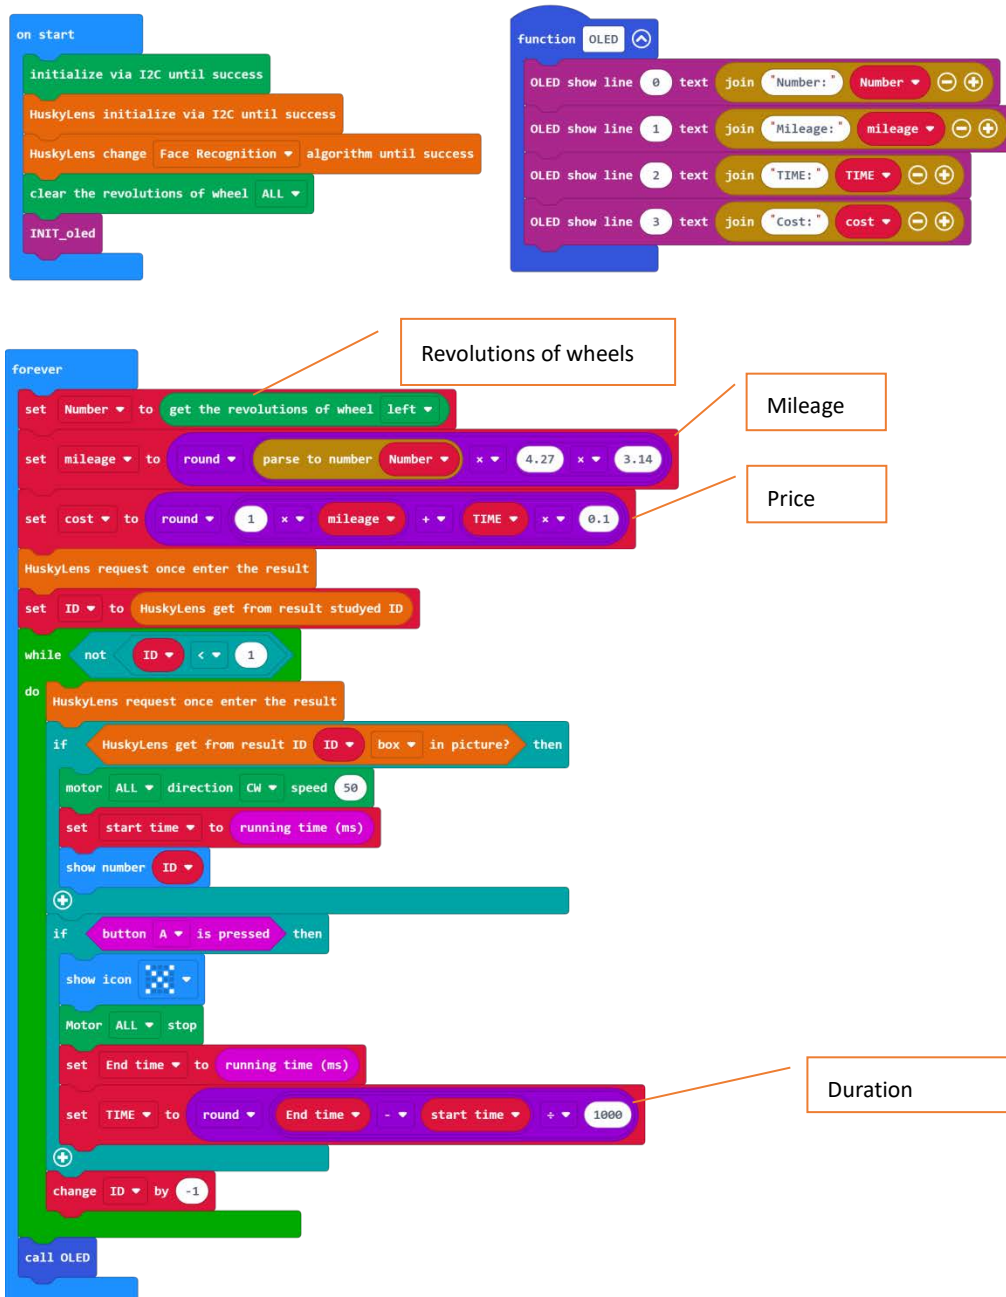 on start
initialize via I2C until success
HuskyLens initialize via I2C until success
HuskyLens change Face Recognition algorithm until success
clear the revolutions of wheel ALL
INIT_oled
function OLED
OLED show line 0 text join "Number:" Number
OLED show line 1 text join "Mileage:" mileage
OLED show line 2 text join "TIME:" TIME
OLED show line 3 text join "Cost:" cost
Revolutions of wheels
Mileage
Price
forever
set Number to get the revolutions of wheel left
set mileage to round parse to number Number × 4.27 × 3.14
set cost to round 1 × mileage + TIME × 0.1
HuskyLens request once enter the result
set ID to HuskyLens get from result studyed ID
while not ID < 1
do
HuskyLens request once enter the result
if HuskyLens get from result ID ID box in picture? then
motor ALL direction CW speed 50
set start time to running time (ms)
show number ID
if button A is pressed then
show icon
Motor ALL stop
set End time to running time (ms)
set TIME to round End time - start time ÷ 1000
Duration
change ID by -1
call OLED